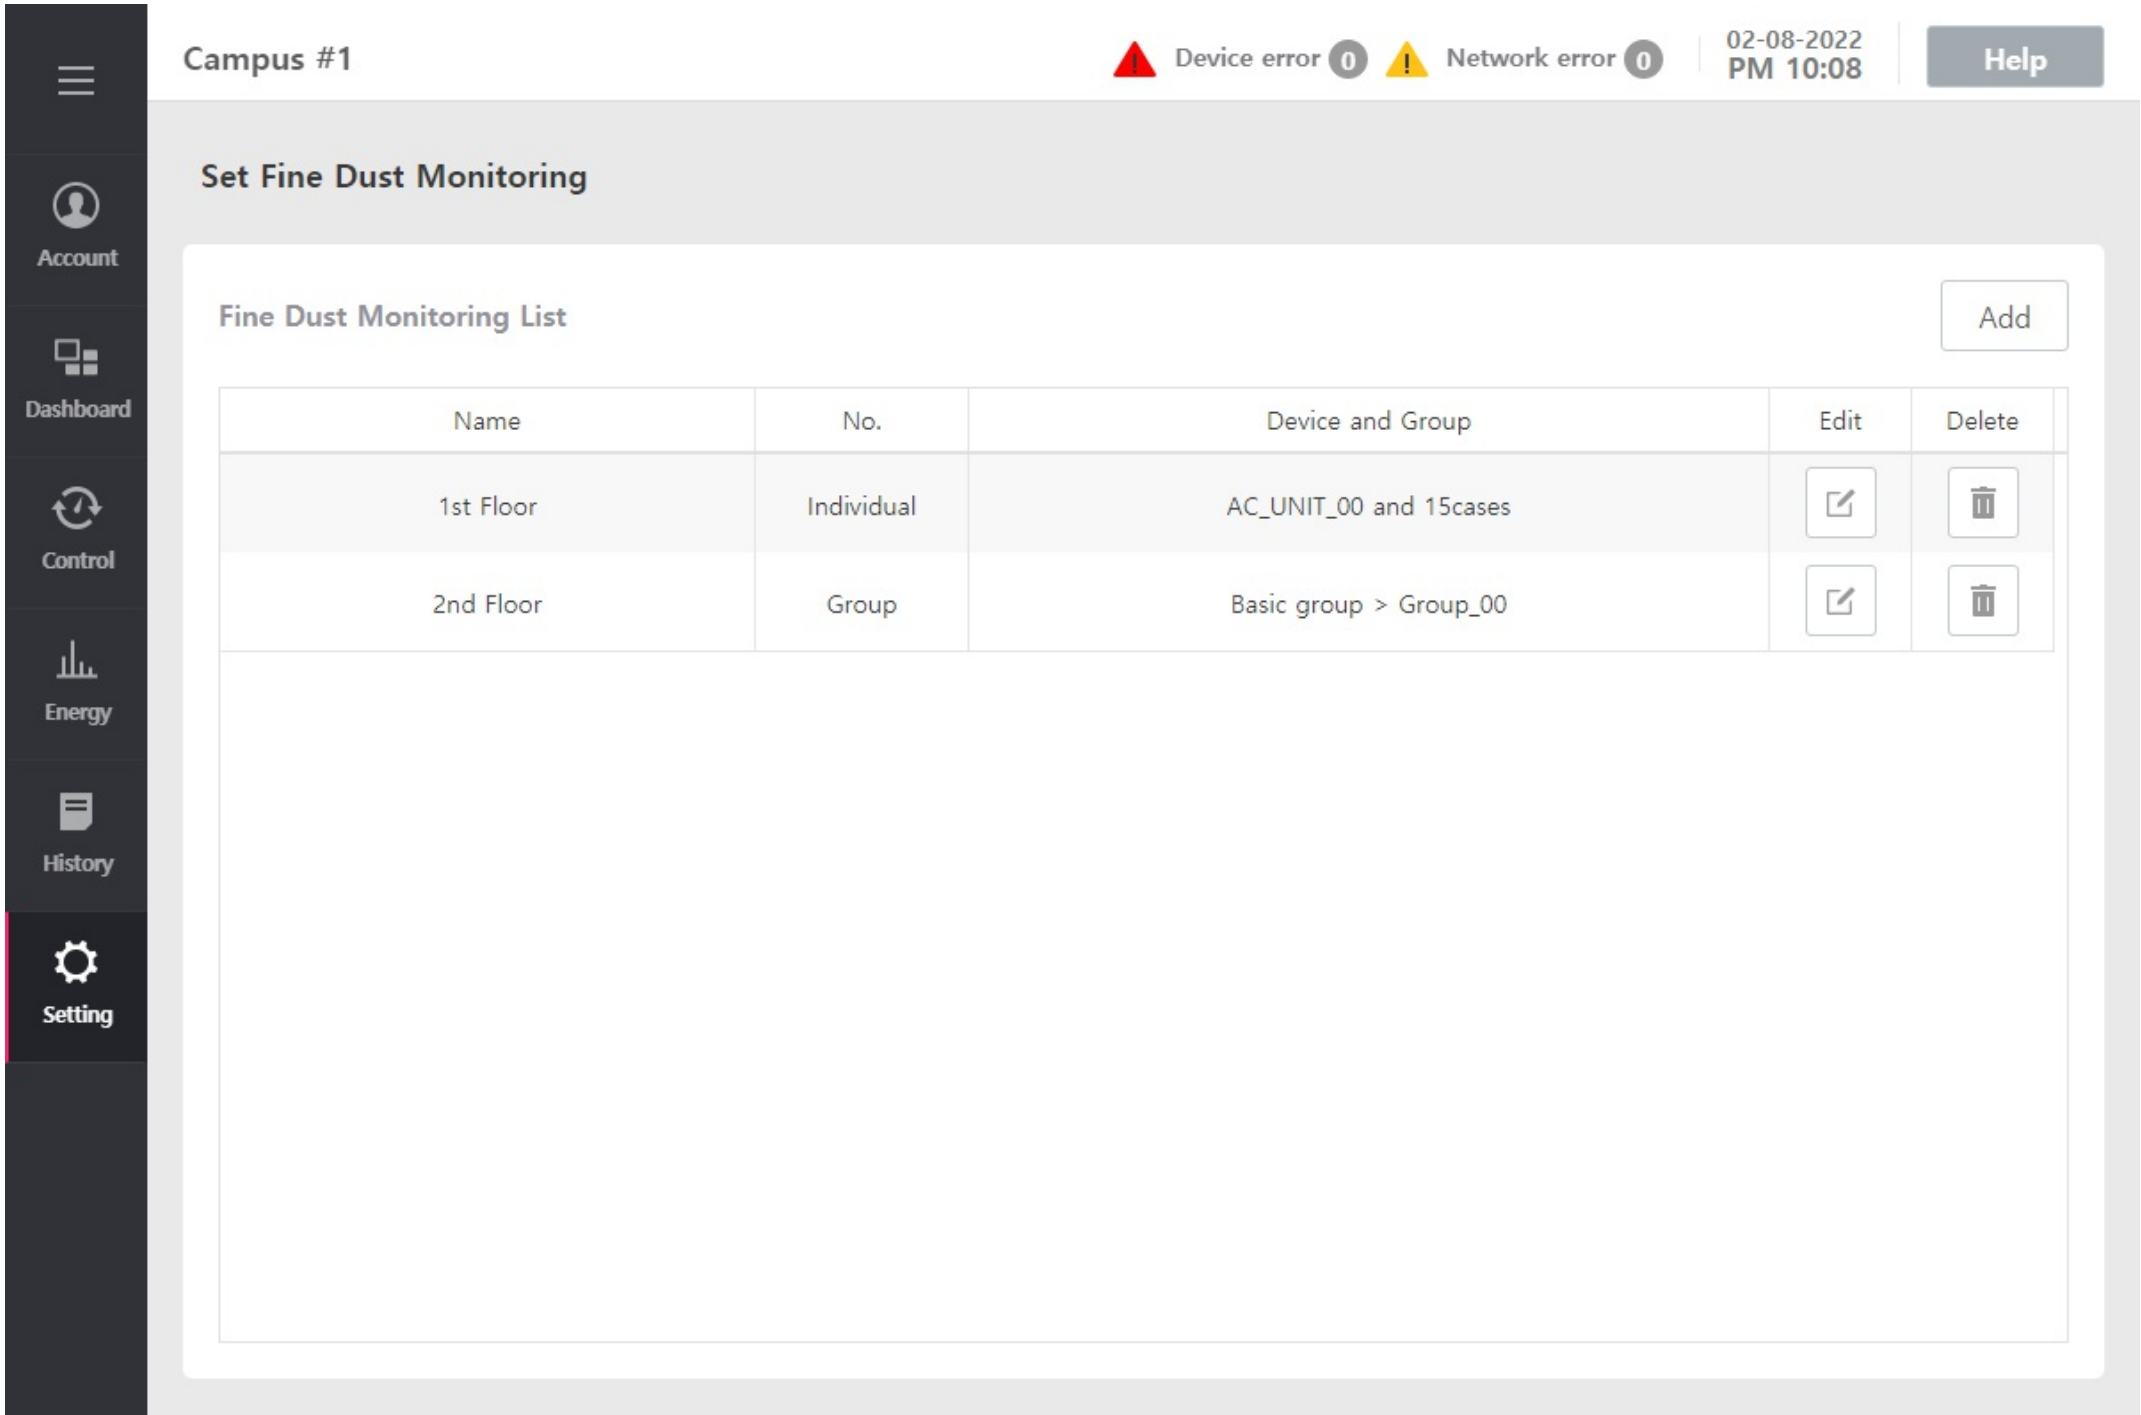 Campus #1
Device error 0
Network error 0
02-08-2022
PM 10:08
Help
Account
Dashboard
Control
Energy
History
Setting
Set Fine Dust Monitoring
Fine Dust Monitoring List
Add
Name No. Device and Group Edit Delete
1st Floor Individual AC_UNIT_00 and 15cases
2nd Floor Group Basic group > Group_00